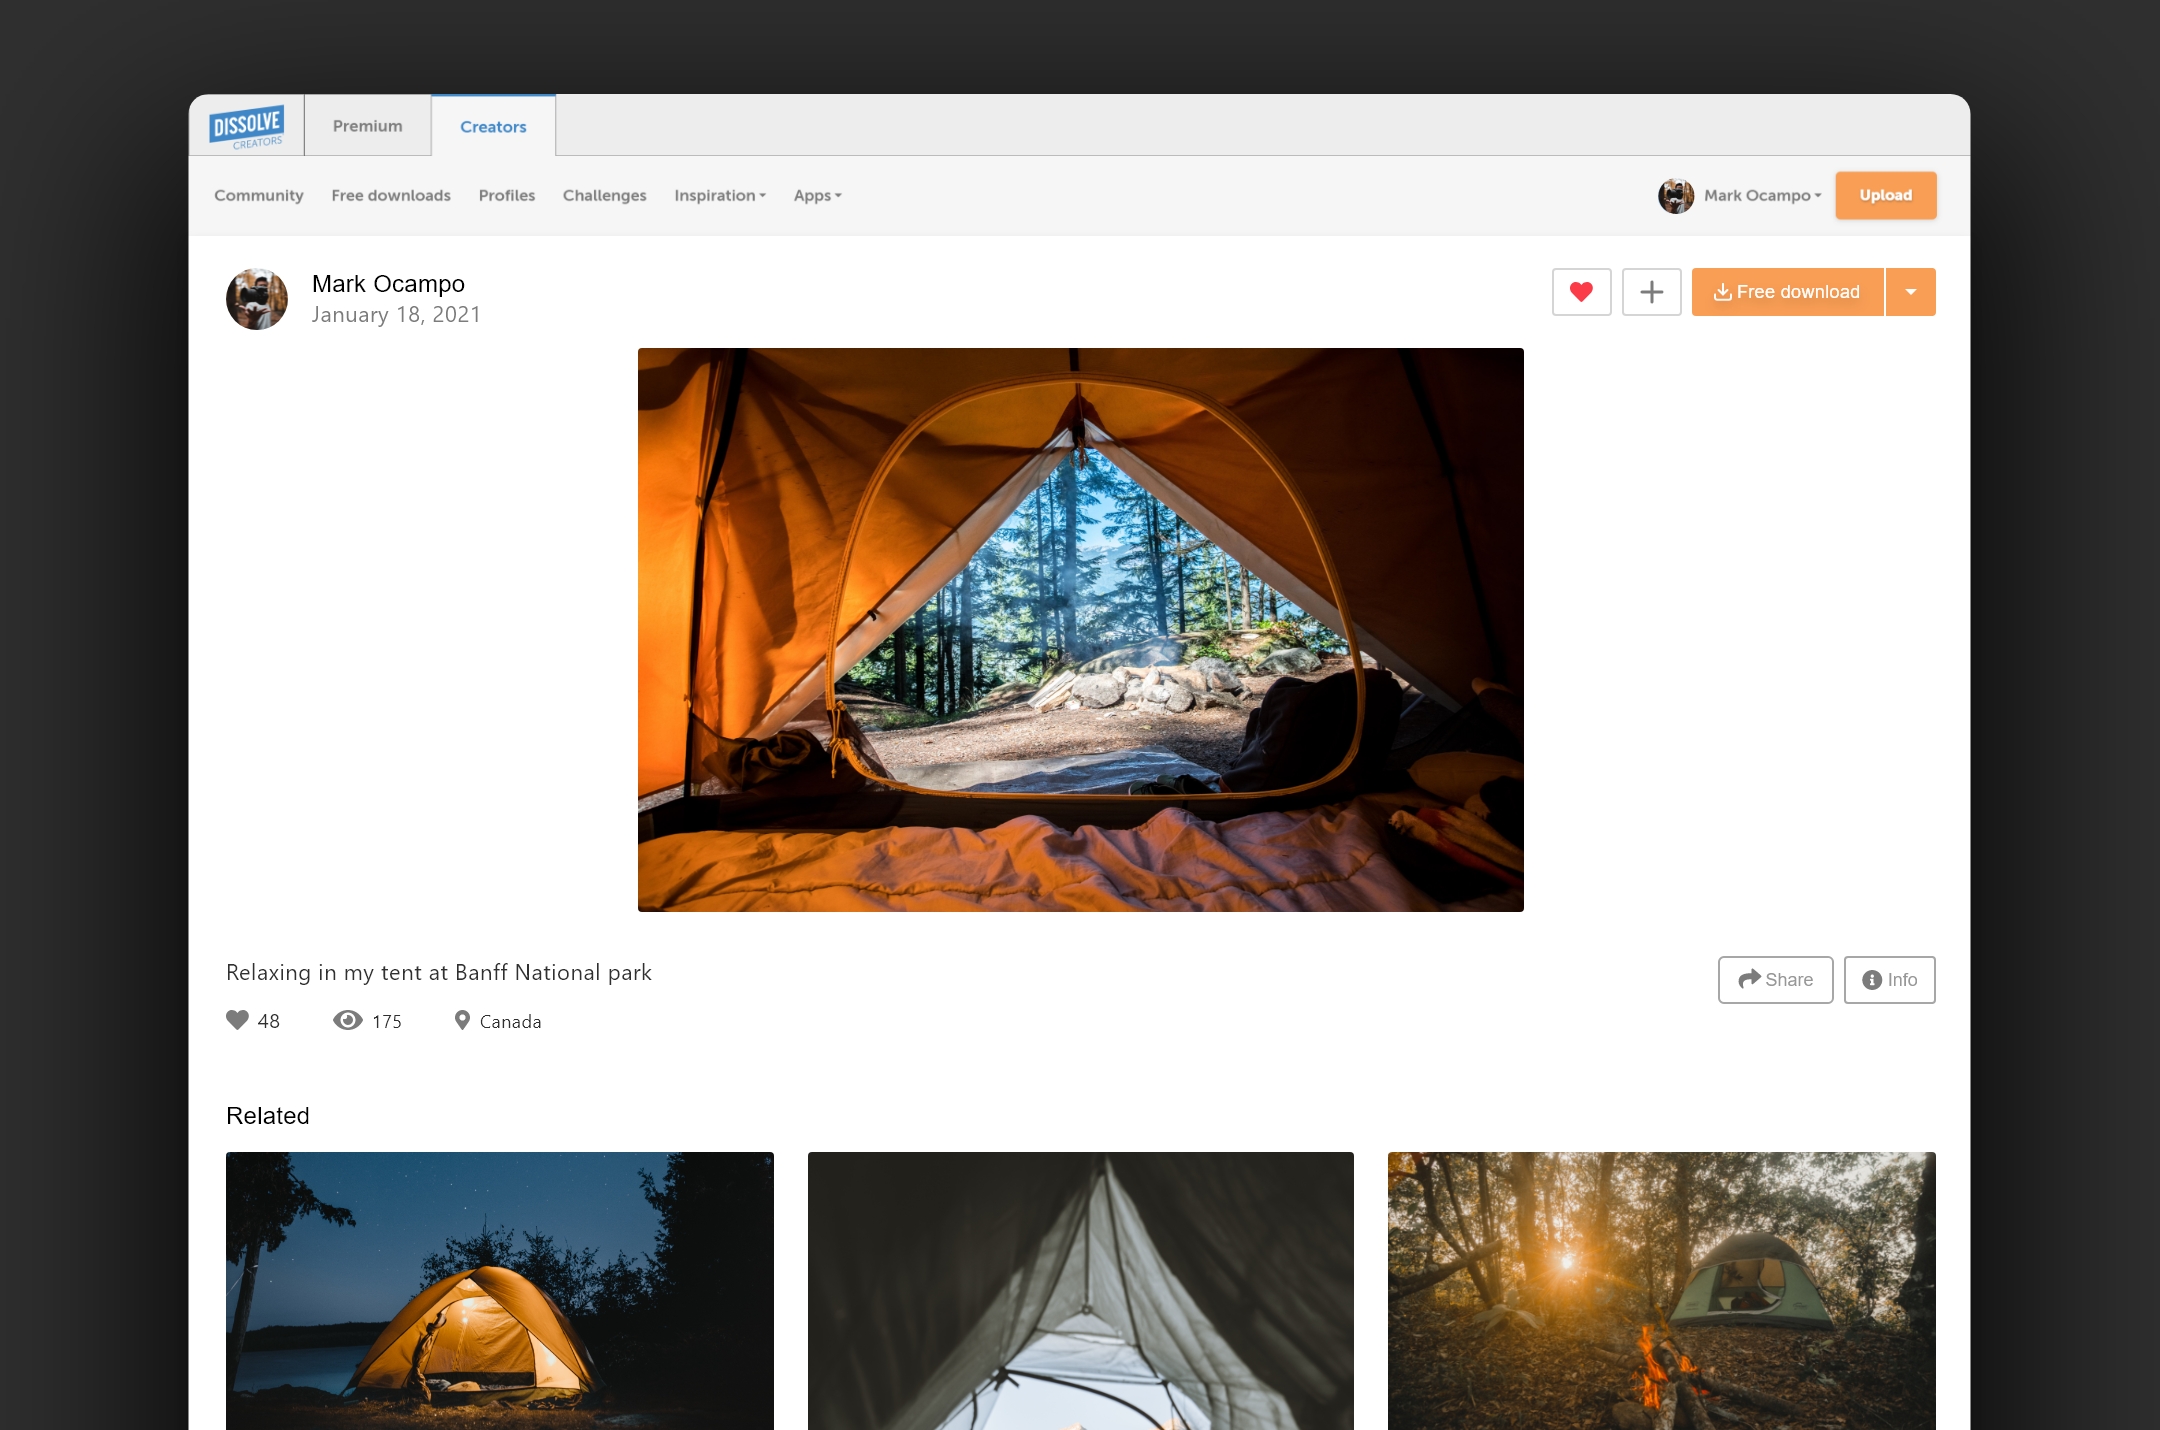 DISSOLVE
CREATORS
Premium
Creators
Community
Free downloads
Profiles
Challenges
Inspiration
Apps
Mark Ocampo
Upload
Mark Ocampo
January 18, 2021
Free download
Relaxing in my tent at Banff National park
48
175
Canada
Share
Info
Related